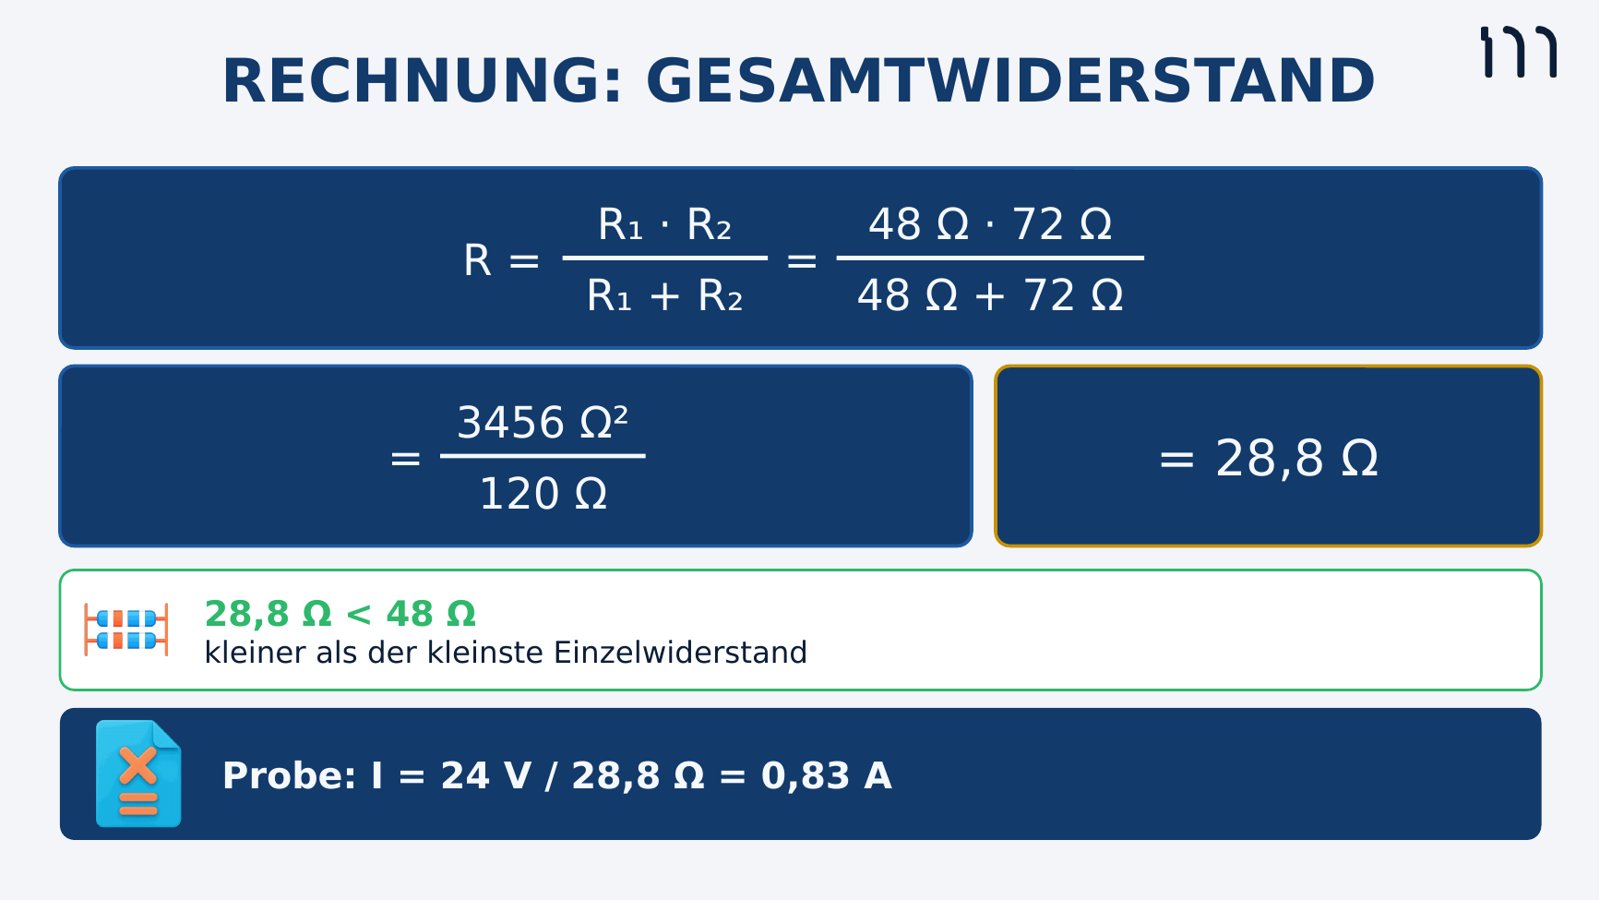 RECHNUNG: GESAMTWIDERSTAND
R = R₁ · R₂ / R₁ + R₂ = 48 Ω · 72 Ω / 48 Ω + 72 Ω
= 3456 Ω² / 120 Ω
= 28,8 Ω
28,8 Ω < 48 Ω
kleiner als der kleinste Einzelwiderstand
Probe: I = 24 V / 28,8 Ω = 0,83 A